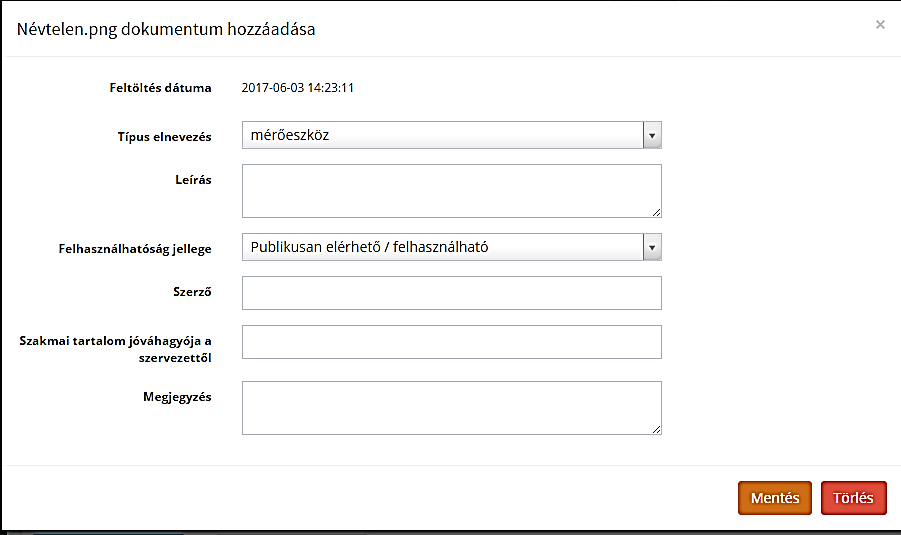 Névtelen.png dokumentum hozzáadása ×
Feltöltés dátuma 2017-06-03 14:23:11
Típus elnevezés mérőeszköz
Leírás
Felhasználhatóság jellege Publikusan elérhető / felhasználható
Szerző
Szakmai tartalom jóváhagyója a
szervezettől
Megjegyzés
Mentés Törlés